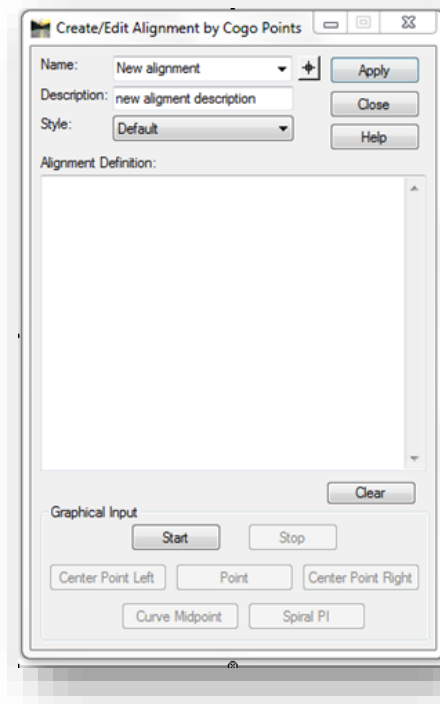 Create/Edit Alignment by Cogo Points
Name: New alignment Apply
Description: new aligment description Close
Style: Default Help
Alignment Definition:
Clear
Graphical Input
Start Stop
Center Point Left Point Center Point Right
Curve Midpoint Spiral PI